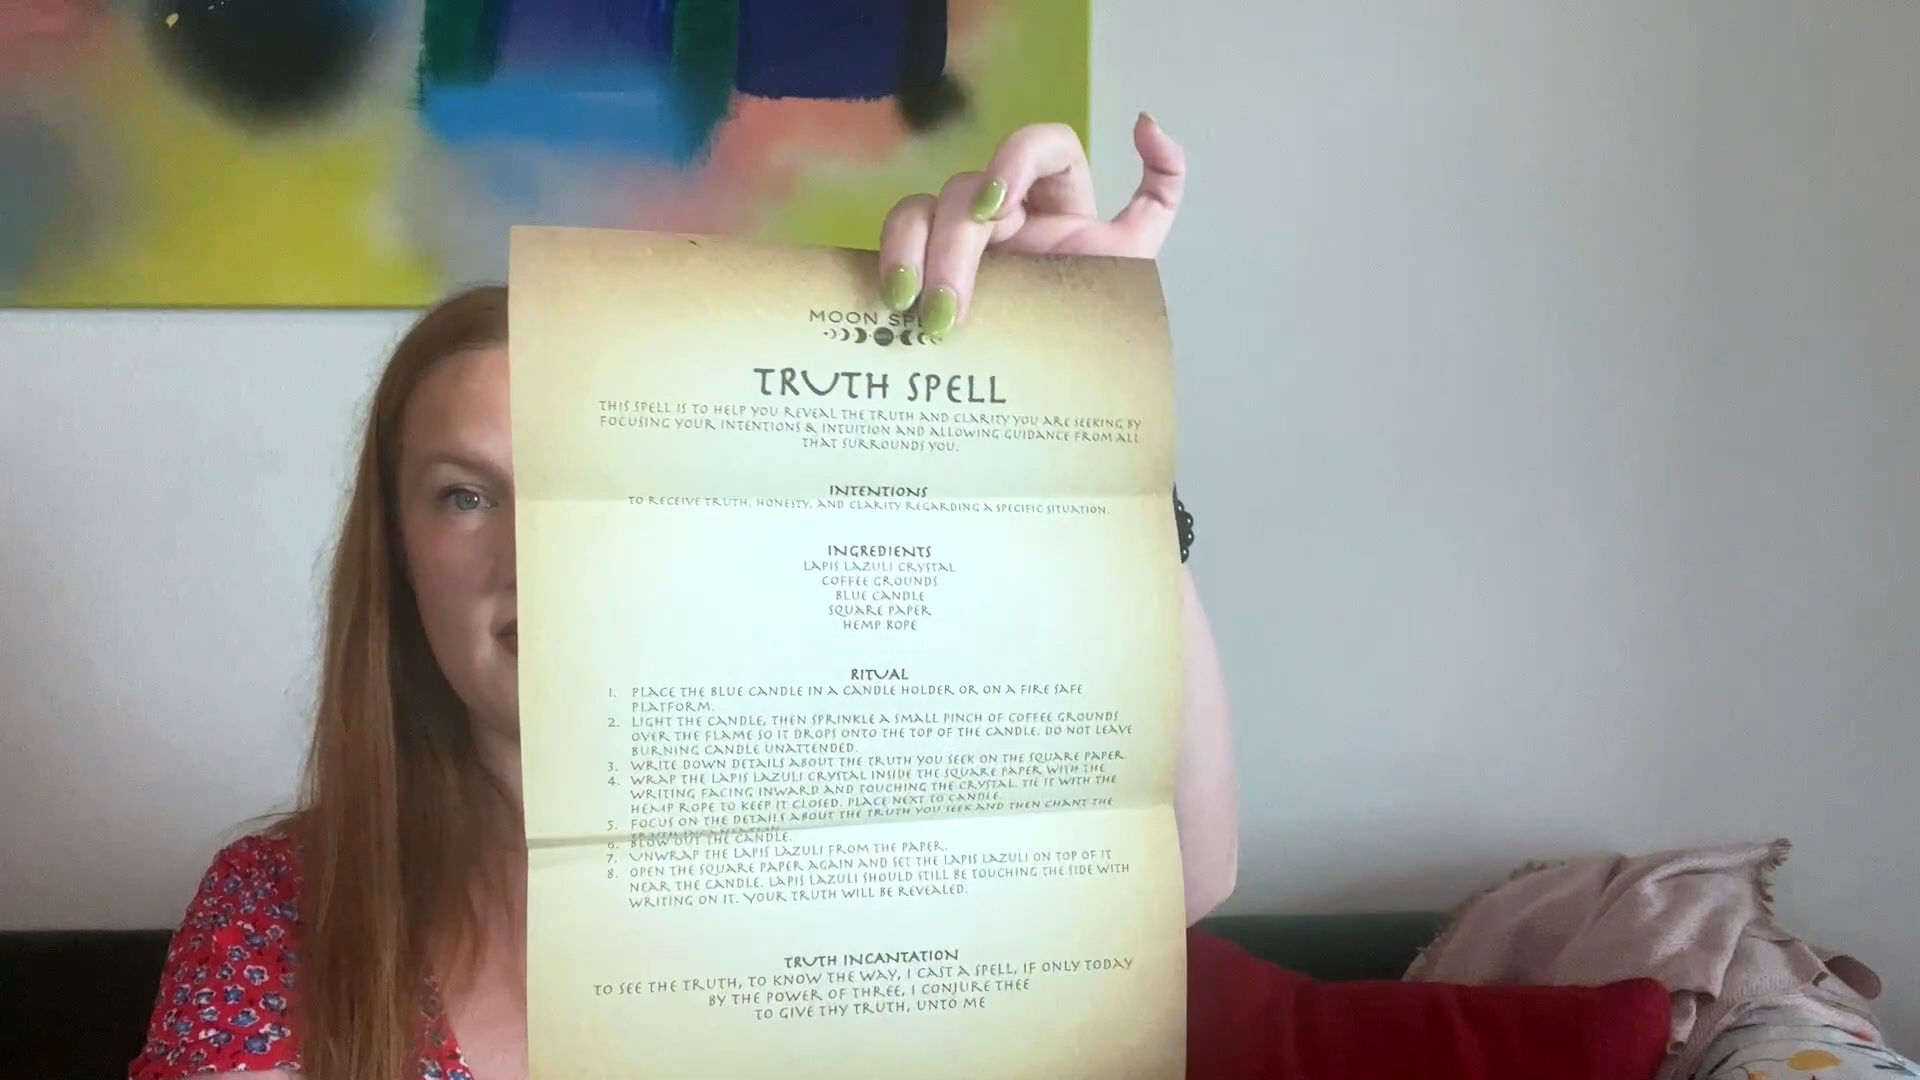 MOON
TRUTH SPELL
THIS SPELL IS TO HELP YOU REVEAL THE TRUTH AND CLARITY YOU ARE SEEKING BY
FOCUSING YOUR INTENTIONS & INTUITION AND ALLOWING GUIDANCE FROM ALL
THAT SURROUNDS YOU.
INTENTIONS
TO RECEIVE TRUTH, HONESTY, AND CLARITY REGARDING A SPECIFIC SITUATION.
INGREDIENTS
LAPIS LAZULI CRYSTAL
COFFEE GROUNDS
BLUE CANDLE
SQUARE PAPER
HEMP ROPE
RITUAL
1. PLACE THE BLUE CANDLE IN A CANDLE HOLDER OR ON A FIRE SAFE
PLATFORM.
2. LIGHT THE CANDLE, THEN SPRINKLE A SMALL PINCH OF COFFEE GROUNDS
OVER THE FLAME SO IT DROPS ONTO THE TOP OF THE CANDLE. DO NOT LEAVE
BURNING CANDLE UNATTENDED.
3. WRITE DOWN DETAILS ABOUT THE TRUTH YOU SEEK ON THE SQUARE PAPER.
4. WRAP THE LAPIS LAZULI CRYSTAL INSIDE THE SQUARE PAPER WITH THE
WRITING FACING INWARD AND TOUCHING THE CRYSTAL. TIE IT WITH THE
HEMP ROPE TO KEEP IT CLOSED. PLACE NEXT TO CANDLE.
5. FOCUS ON THE DETAILS ABOUT THE TRUTH YOU SEEK AND THEN CHANT THE
TRUTH INCANTATION.
6. BLOW OUT THE CANDLE.
7. UNWRAP THE LAPIS LAZULI FROM THE PAPER.
8. OPEN THE SQUARE PAPER AGAIN AND SET THE LAPIS LAZULI ON TOP OF IT
NEAR THE CANDLE. LAPIS LAZULI SHOULD STILL BE TOUCHING THE SIDE WITH
WRITING ON IT. YOUR TRUTH WILL BE REVEALED.
TRUTH INCANTATION
TO SEE THE TRUTH, TO KNOW THE WAY, I CAST A SPELL, IF ONLY TODAY
BY THE POWER OF THREE, I CONJURE THEE
TO GIVE THY TRUTH, UNTO ME